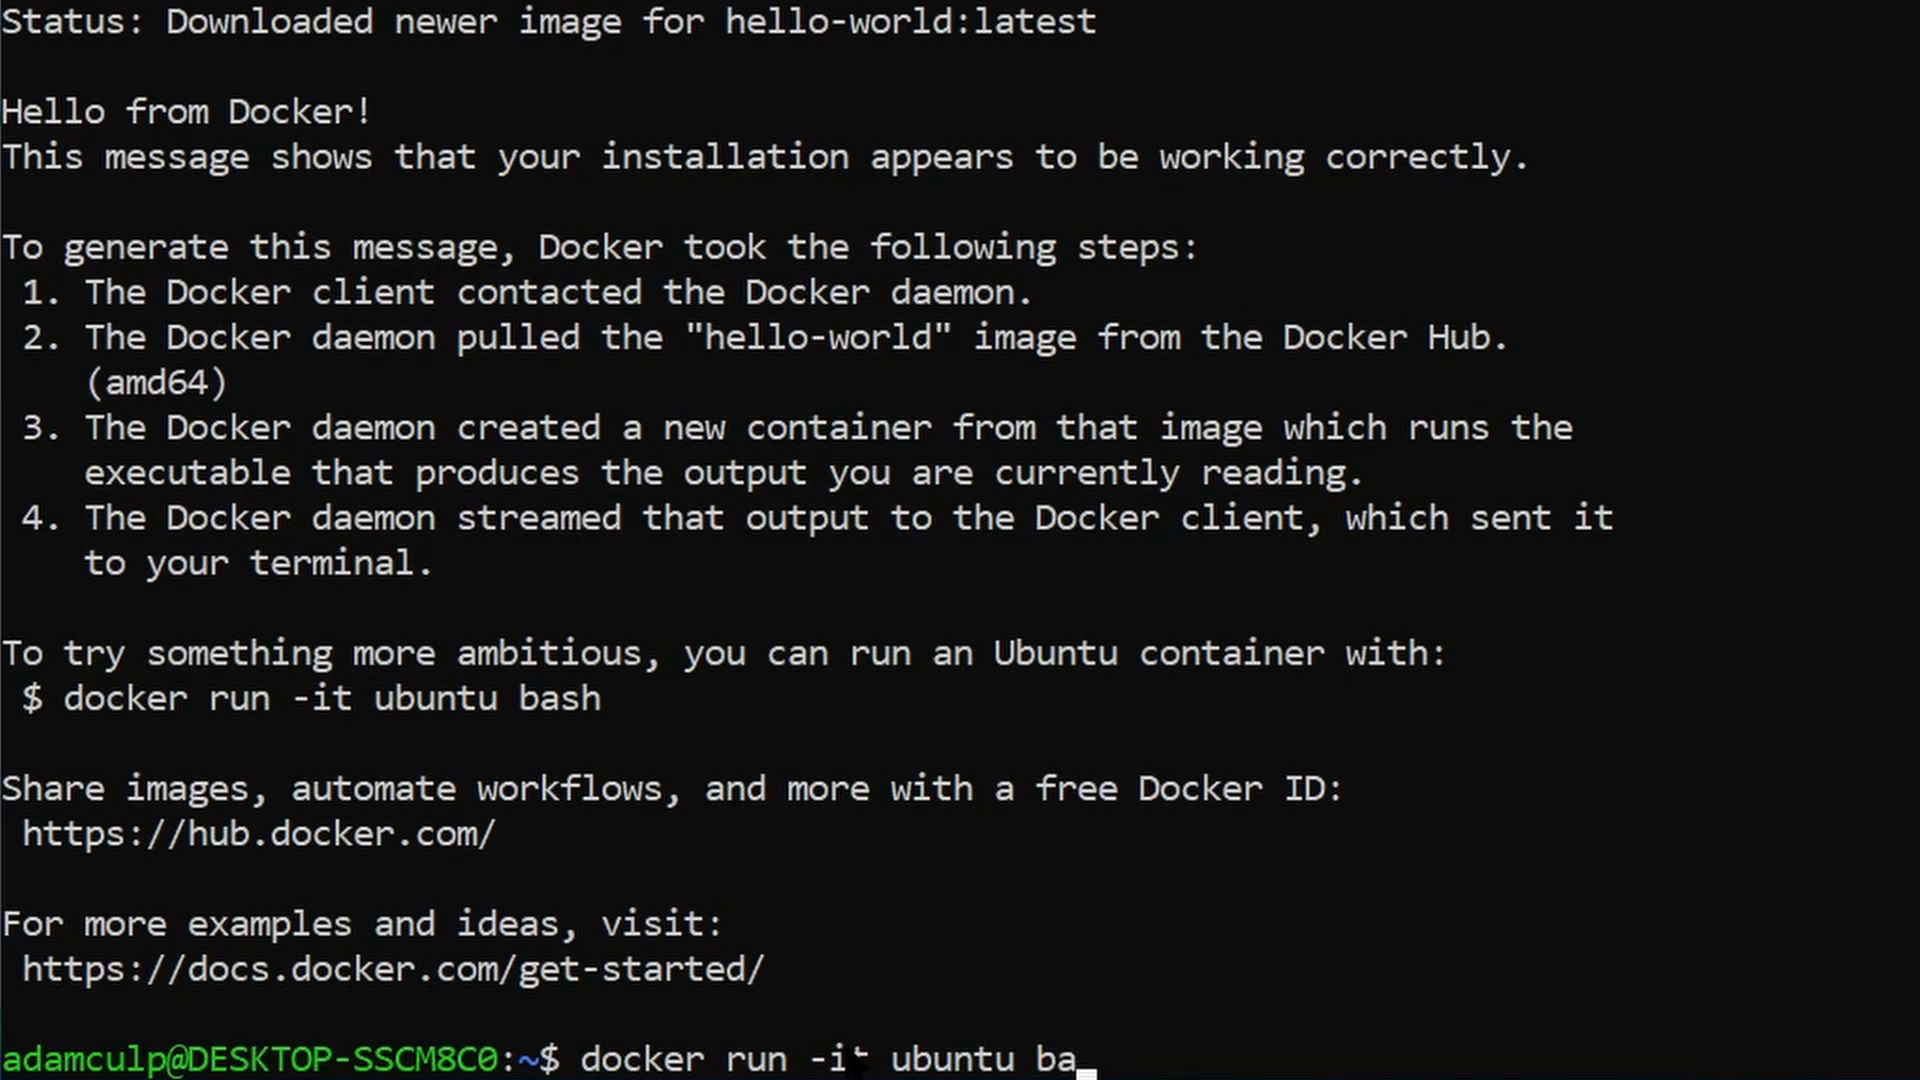 Status: Downloaded newer image for hello-world:latest
Hello from Docker!
This message shows that your installation appears to be working correctly.
To generate this message, Docker took the following steps:
1. The Docker client contacted the Docker daemon.
2. The Docker daemon pulled the "hello-world" image from the Docker Hub.
(amd64)
3. The Docker daemon created a new container from that image which runs the
executable that produces the output you are currently reading.
4. The Docker daemon streamed that output to the Docker client, which sent it
to your terminal.
To try something more ambitious, you can run an Ubuntu container with:
$ docker run -it ubuntu bash
Share images, automate workflows, and more with a free Docker ID:
https://hub.docker.com/
For more examples and ideas, visit:
https://docs.docker.com/get-started/
adamculp@DESKTOP-SSCM8C0:~$ docker run -it ubuntu ba